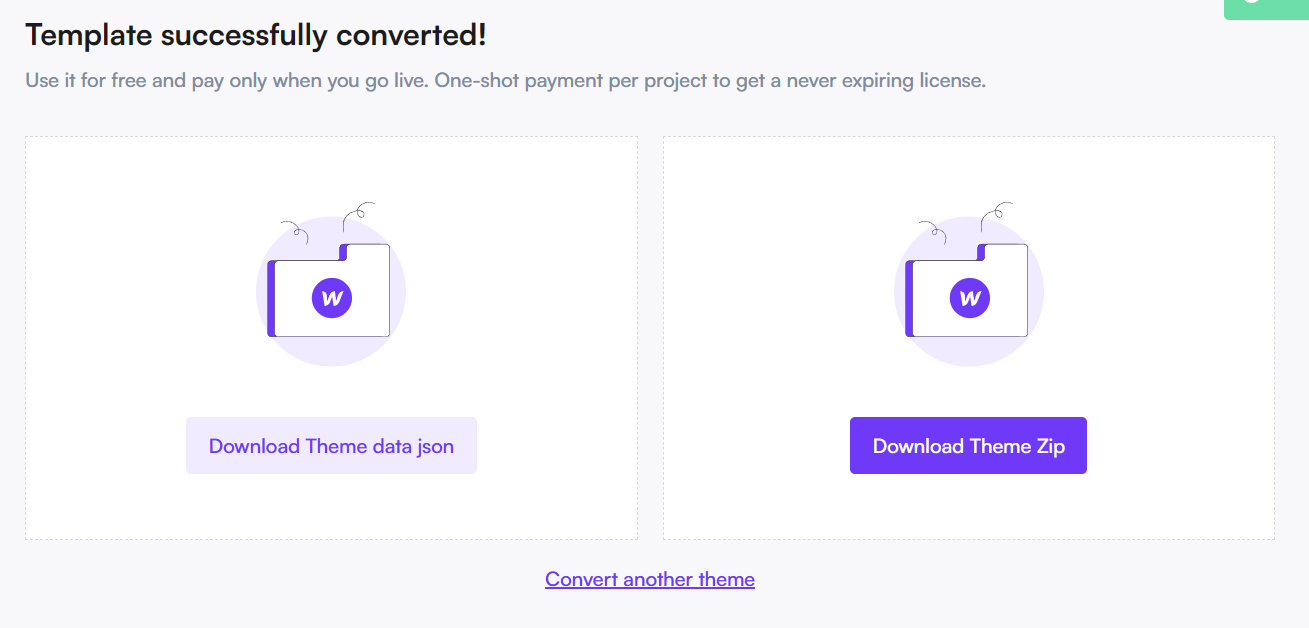 Template successfully converted!
Use it for free and pay only when you go live. One-shot payment per project to get a never expiring license.
W
W
Download Theme data json
Download Theme Zip
Convert another theme